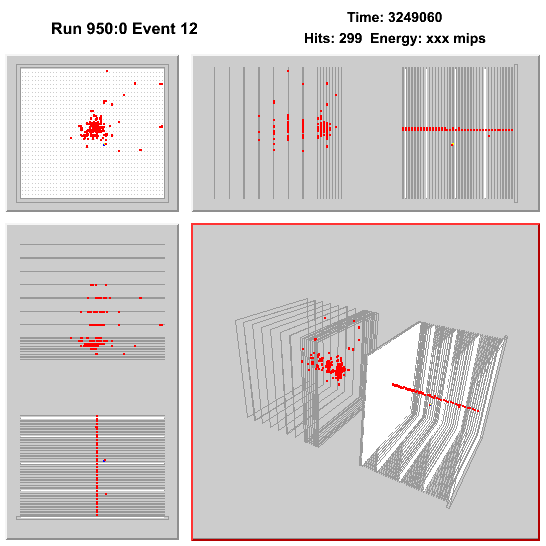 Run 950:0 Event 12
Time: 3249060
Hits: 299  Energy: xxx mips